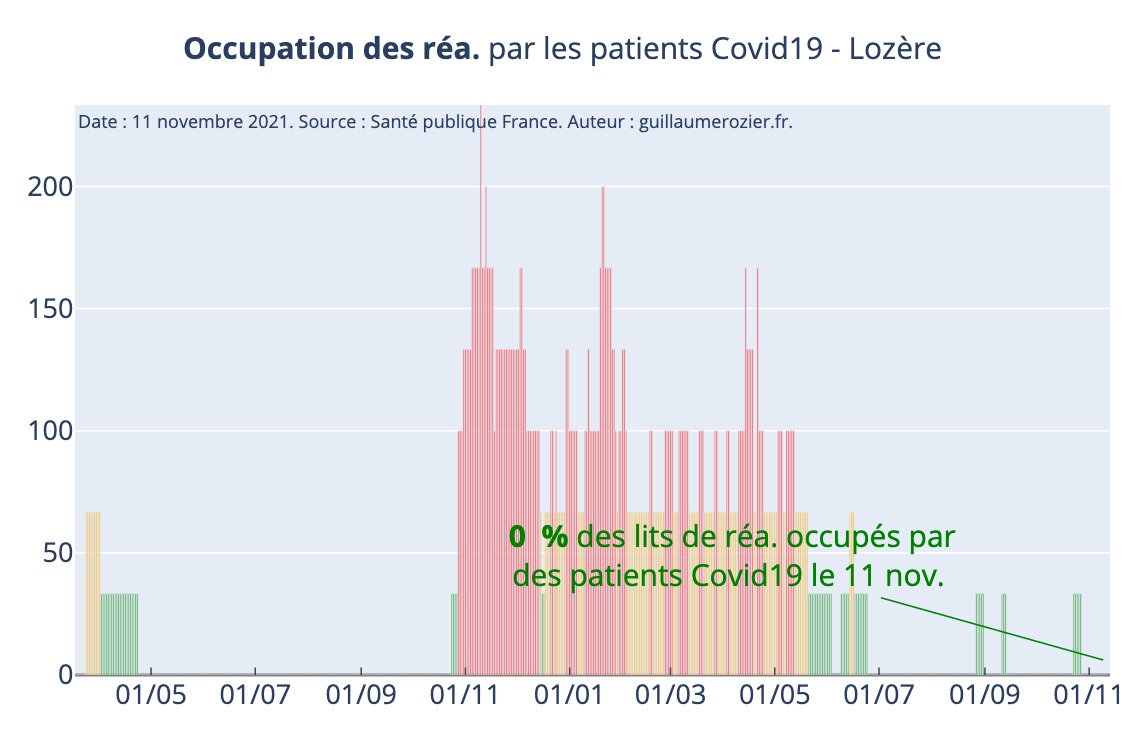 Occupation des réa. par les patients Covid19 - Lozère
Date : 11 novembre 2021. Source : Santé publique France. Auteur : guillaumerozier.fr.
200
150
100
50
0
0 % des lits de réa. occupés par
des patients Covid19 le 11 nov.
01/05 01/07 01/09 01/11 01/01 01/03 01/05 01/07 01/09 01/11